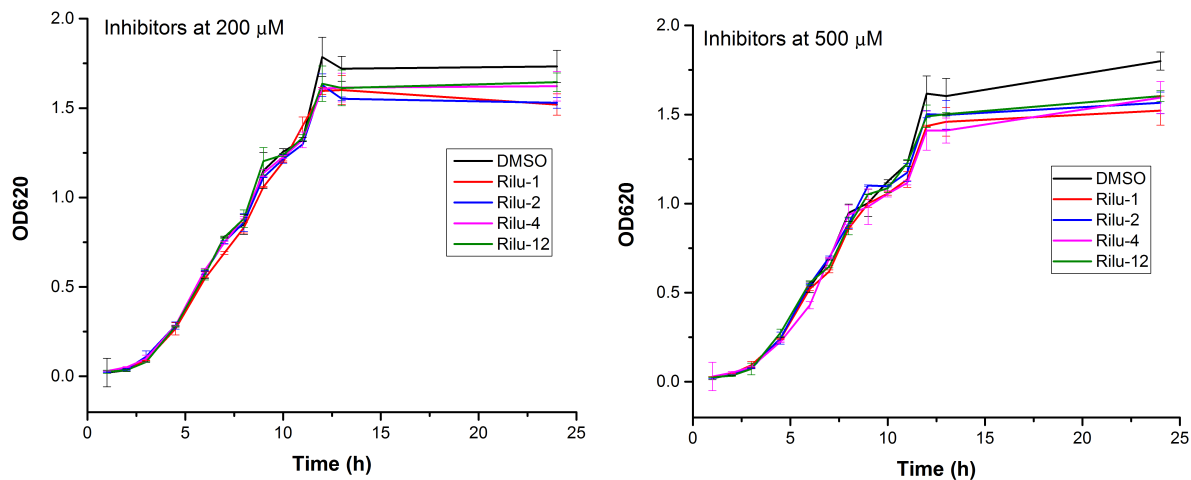 Inhibitors at 200 μM
2.0
1.5
1.0
0.5
0.0
OD620
0 5 10 15 20 25
Time (h)
DMSO
Rilu-1
Rilu-2
Rilu-4
Rilu-12
Inhibitors at 500 μM
2.0
1.5
1.0
0.5
0.0
OD620
0 5 10 15 20 25
Time (h)
DMSO
Rilu-1
Rilu-2
Rilu-4
Rilu-12